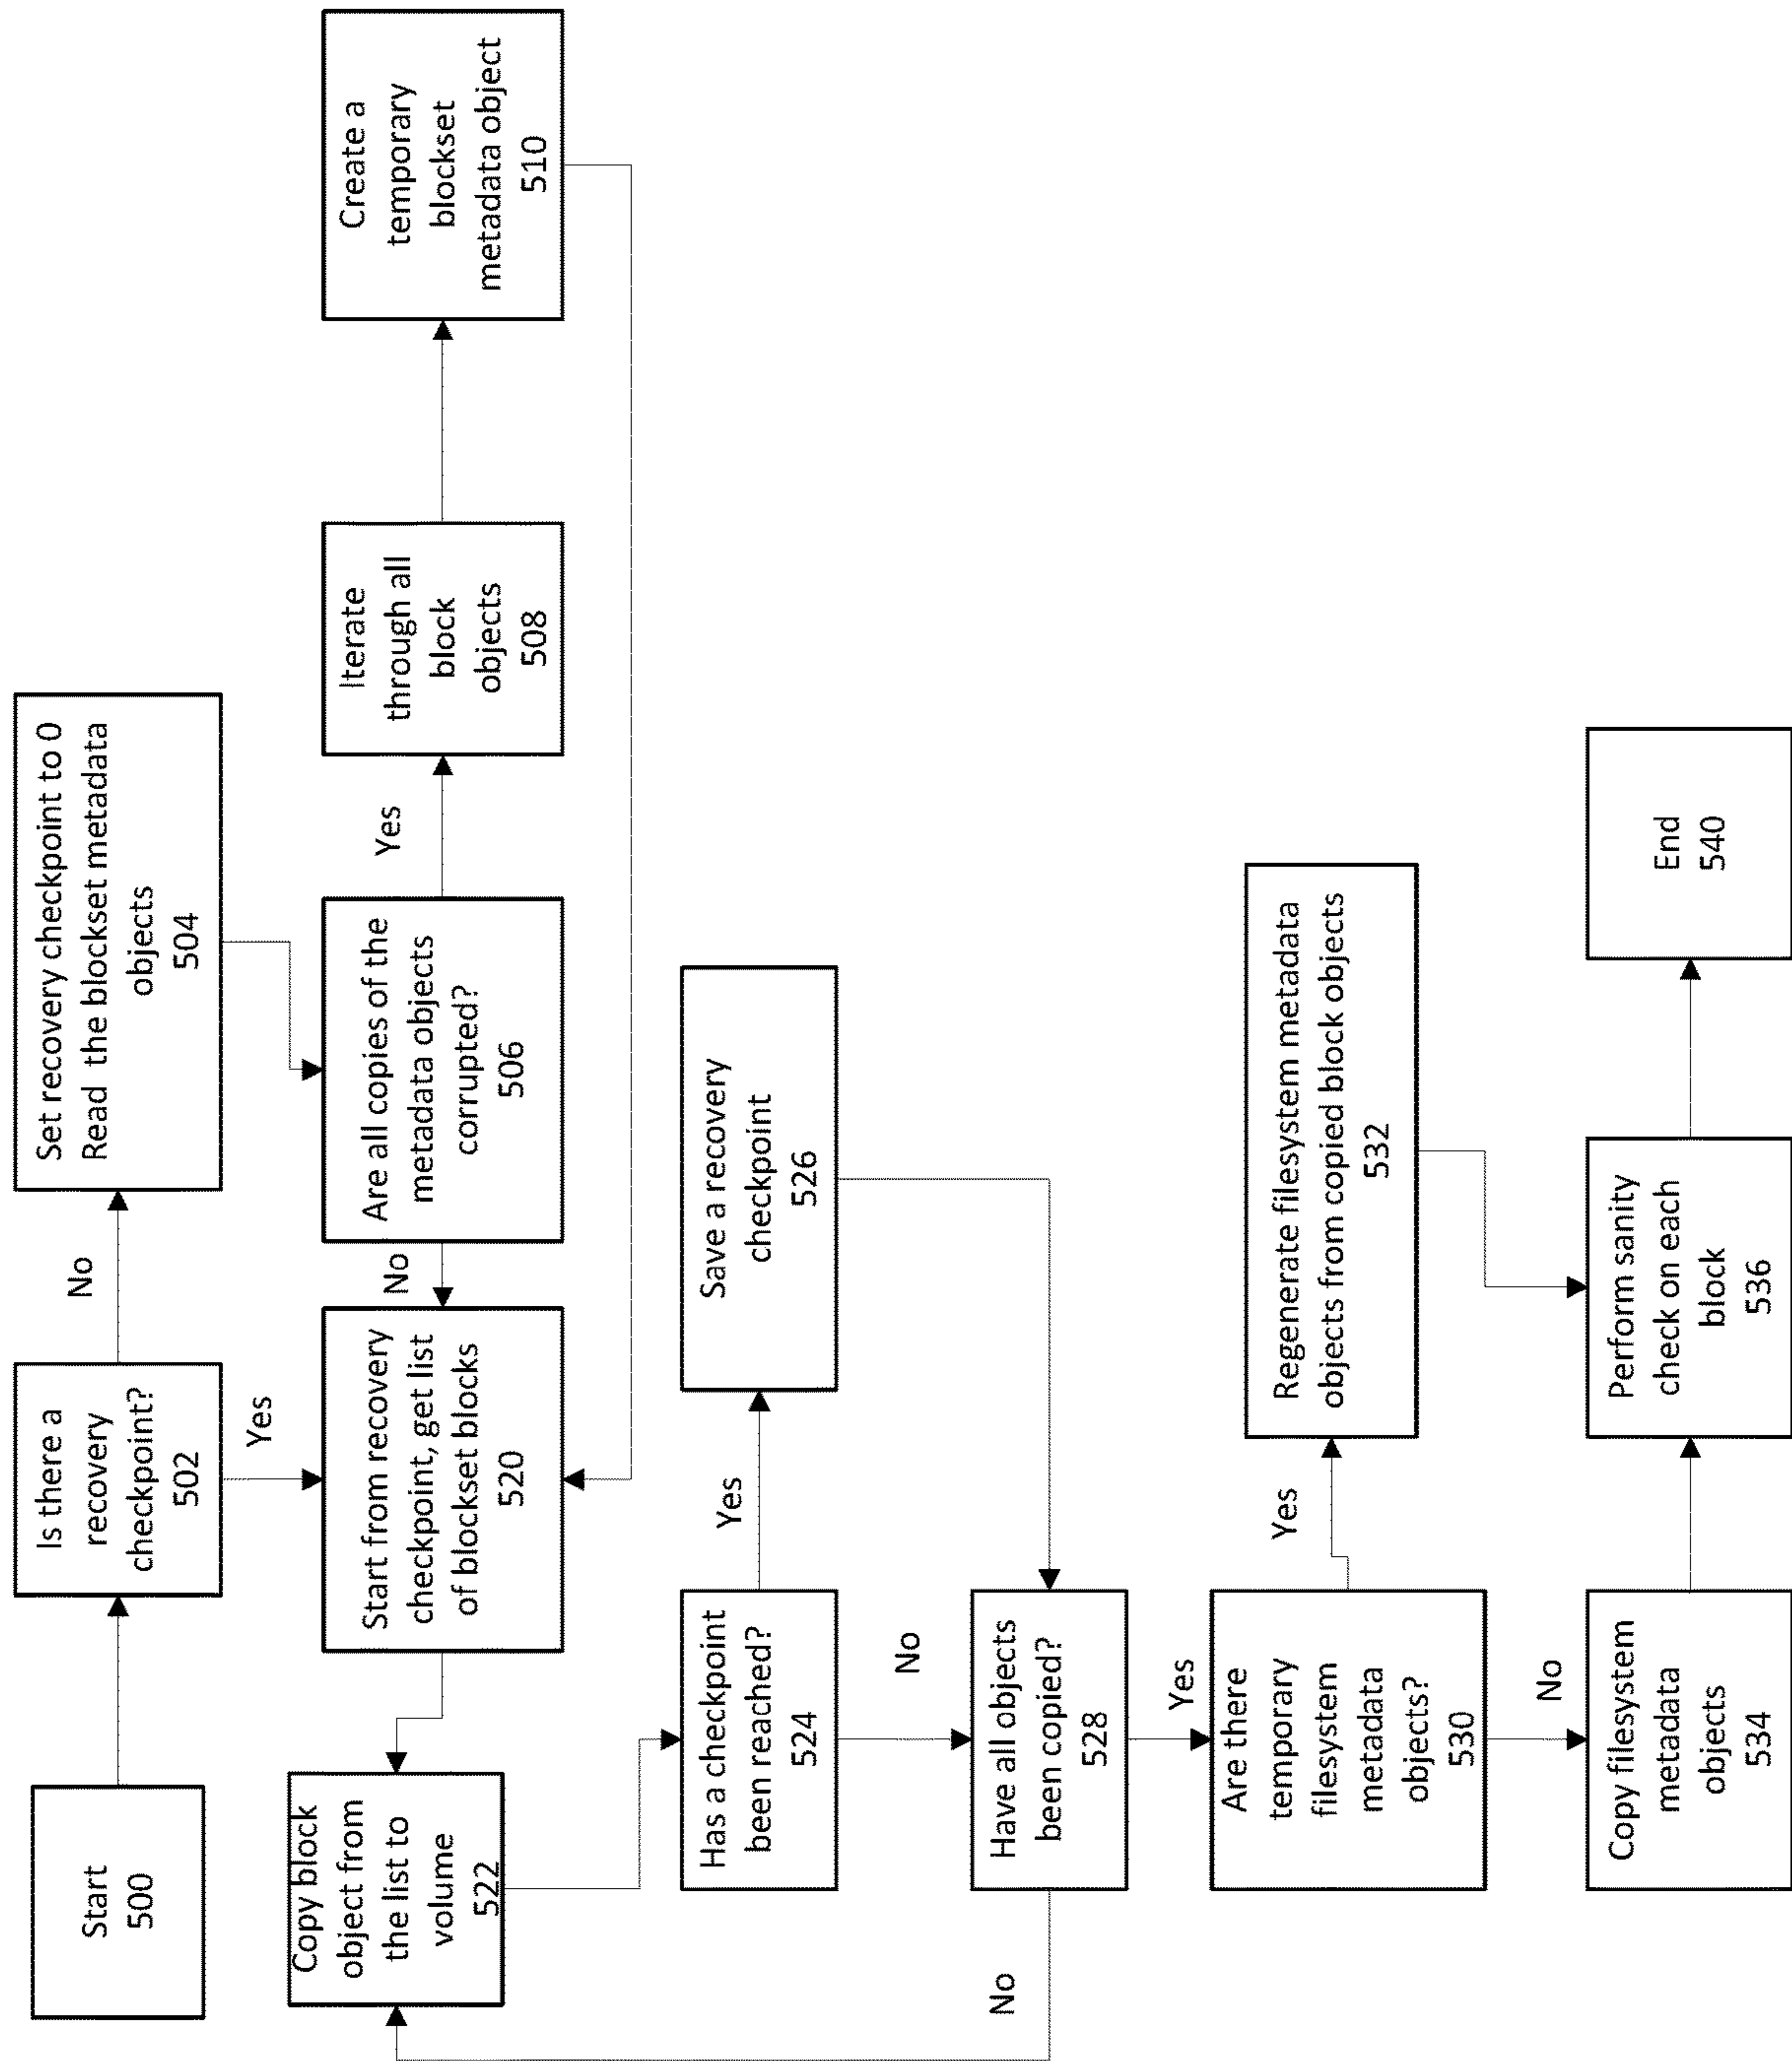 Start
500
Is there a
recovery
checkpoint?
502
No
Set recovery checkpoint to 0
Read the blockset metadata
objects
504
Yes
Copy block
object from
the list to
volume
522
Start from recovery
checkpoint, get list
of blockset blocks
520
No
Are all copies of the
metadata objects
corrupted?
506
Yes
Iterate
through all
block
objects
508
Create a
temporary
blockset
metadata object
510
Has a checkpoint
been reached?
524
Yes
Save a recovery
checkpoint
526
No
No
Have all objects
been copied?
528
Yes
Are there
temporary
filesystem
metadata
objects?
530
Yes
Regenerate filesystem metadata
objects from copied block objects
532
No
Copy filesystem
metadata
objects
534
Perform sanity
check on each
block
536
End
540